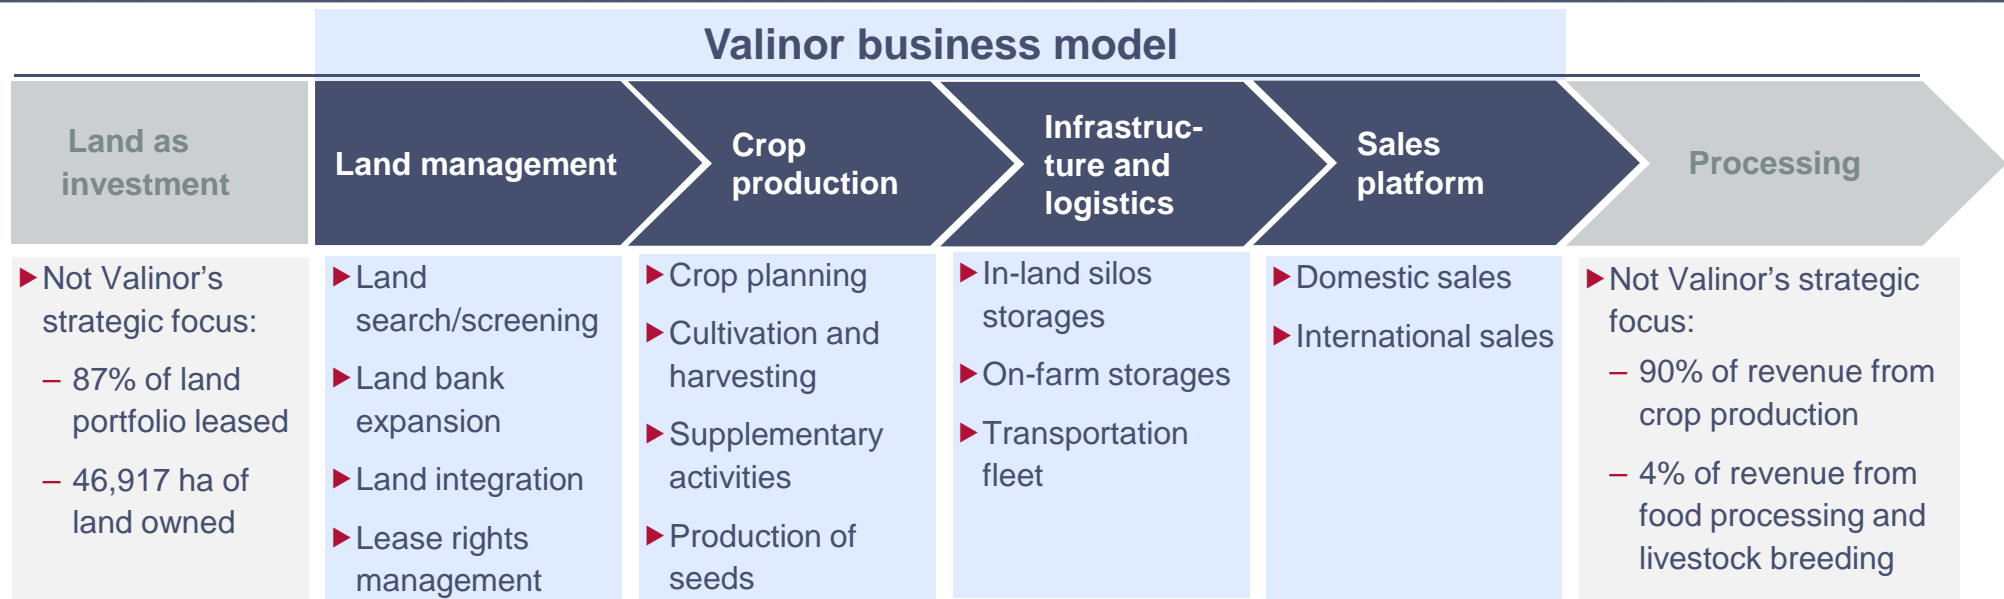 Valinor business model
Land as
investment
Land management
Crop
production
Infrastruc-
ture and
logistics
Sales
platform
Processing
▶Not Valinor’s
strategic focus:
– 87% of land
portfolio leased
– 46,917 ha of
land owned
▶Land
search/screening
▶Land bank
expansion
▶Land integration
▶Lease rights
management
▶Crop planning
▶Cultivation and
harvesting
▶Supplementary
activities
▶Production of
seeds
▶In-land silos
storages
▶On-farm storages
▶Transportation
fleet
▶Domestic sales
▶International sales
▶Not Valinor’s strategic
focus:
– 90% of revenue from
crop production
– 4% of revenue from
food processing and
livestock breeding